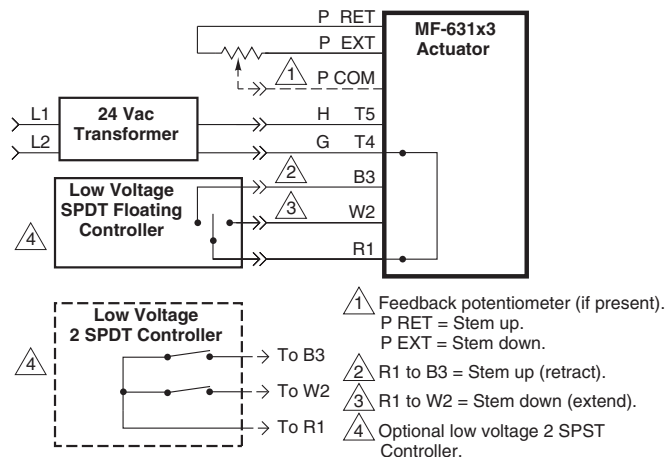 P RET
P EXT
P COM
1
MF-631x3
Actuator
L1
L2
24 Vac
Transformer
H T5
G T4
2
B3
3
W2
R1
4
Low Voltage
SPDT Floating
Controller
4
Low Voltage
2 SPDT Controller
To B3
To W2
To R1
1 Feedback potentiometer (if present).
P RET = Stem up.
P EXT = Stem down.
2 R1 to B3 = Stem up (retract).
3 R1 to W2 = Stem down (extend).
4 Optional low voltage 2 SPST
Controller.